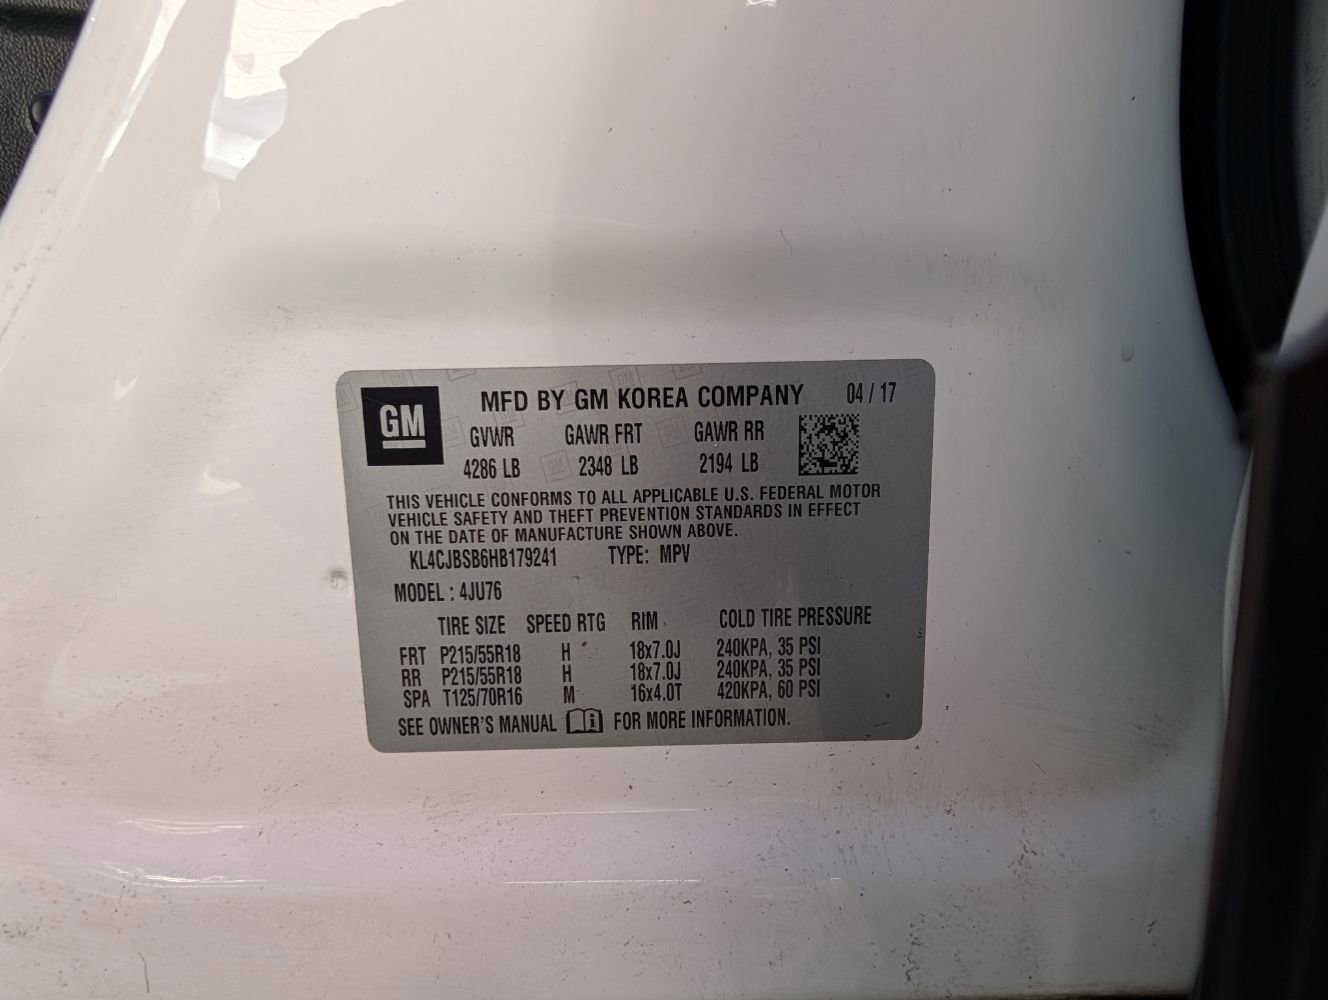 GM
MFD BY GM KOREA COMPANY 04 / 17
GVWR GAWR FRT GAWR RR
4286 LB 2348 LB 2194 LB
THIS VEHICLE CONFORMS TO ALL APPLICABLE U.S. FEDERAL MOTOR
VEHICLE SAFETY AND THEFT PREVENTION STANDARDS IN EFFECT
ON THE DATE OF MANUFACTURE SHOWN ABOVE.
KL4CJBSB6HB179241 TYPE: MPV
MODEL : 4JU76
TIRE SIZE SPEED RTG RIM COLD TIRE PRESSURE
FRT P215/55R18 H 18x7.0J 240KPA, 35 PSI
RR P215/55R18 H 18x7.0J 240KPA, 35 PSI
SPA T125/70R16 M 16x4.0T 420KPA, 60 PSI
SEE OWNER'S MANUAL i FOR MORE INFORMATION.